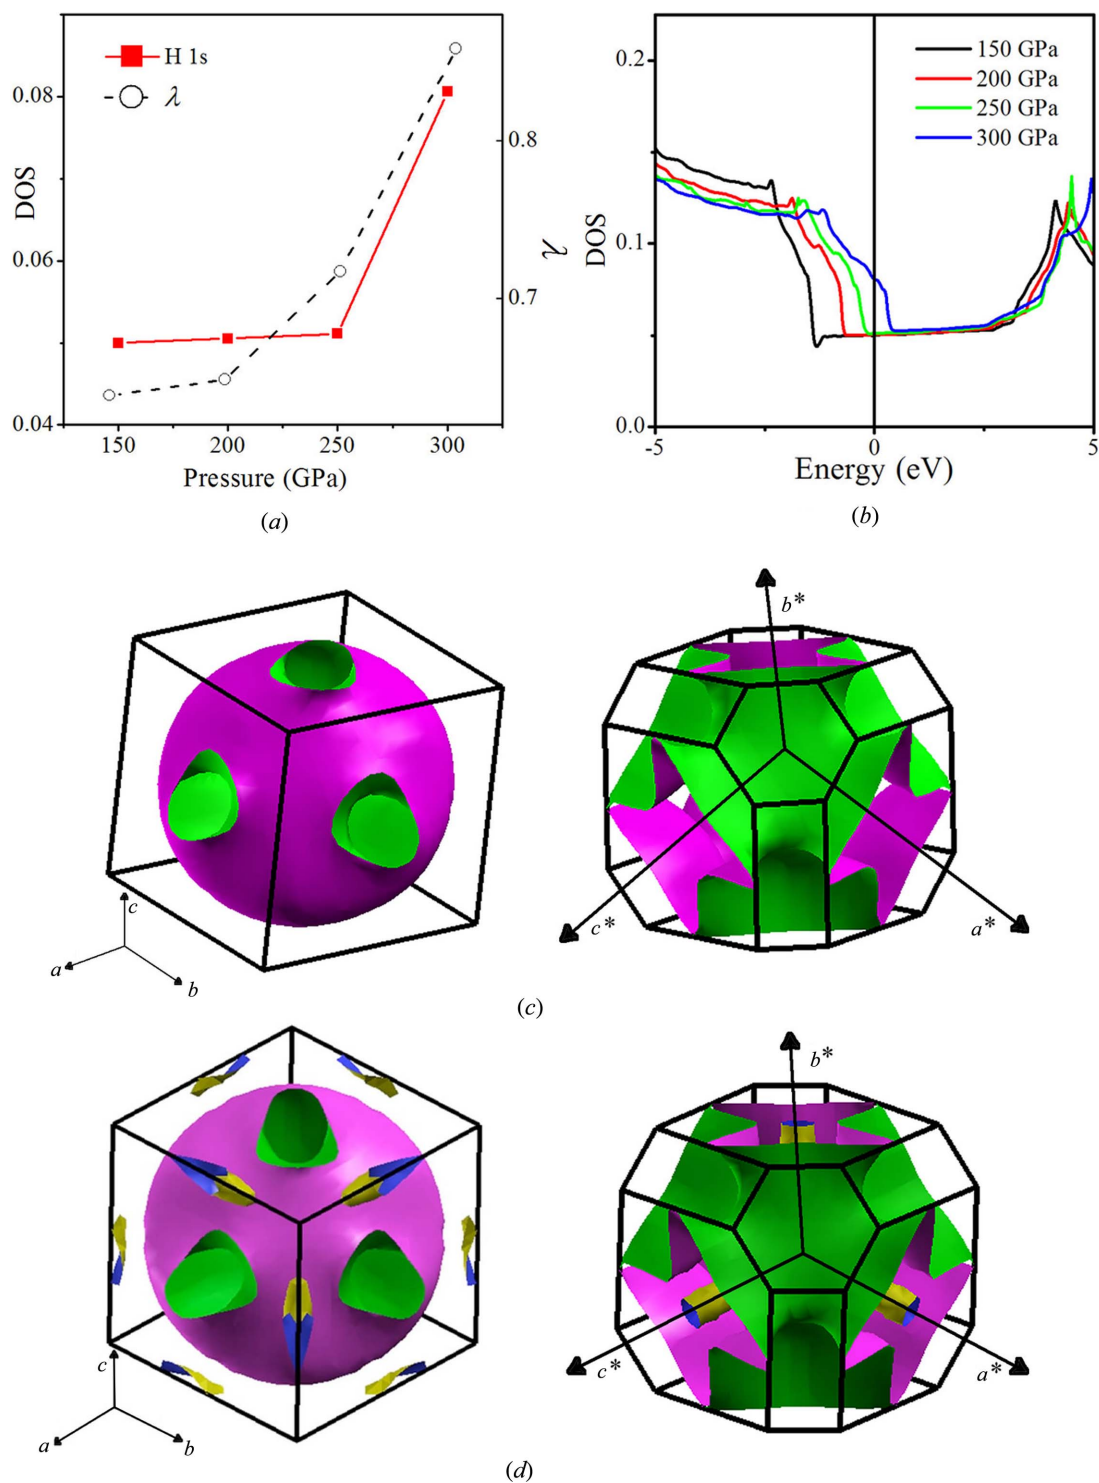 H 1s
λ
0.08
0.06
0.04
DOS
0.8
0.7
λ
150 200 250 300
Pressure (GPa)
(a)
150 GPa
200 GPa
250 GPa
300 GPa
0.2
0.1
0.0
DOS
-5 0 5
Energy (eV)
(b)
c
a
b
b*
c*
a*
(c)
c
a
b
b*
c*
a*
(d)